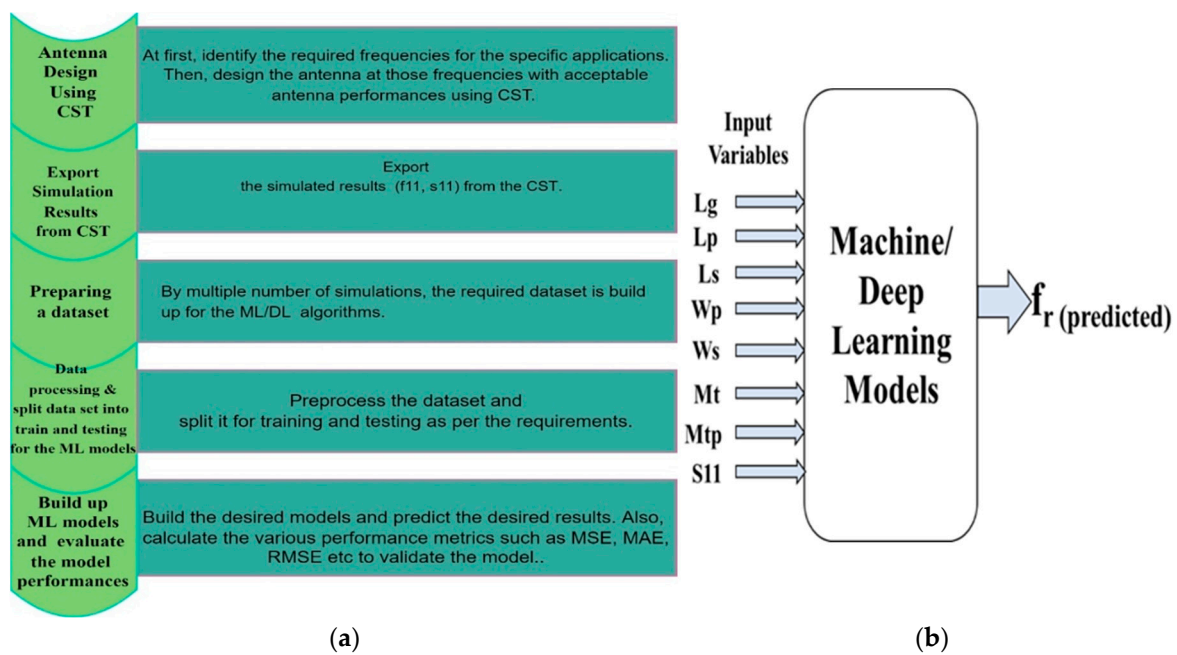 Antenna
Design
Using
CST
At first, identify the required frequencies for the specific applications.
Then, design the antenna at those frequencies with acceptable
antenna performances using CST.
Export
Simulation
Results
from CST
Export
the simulated results (f11, s11) from the CST.
Preparing
a dataset
By multiple number of simulations, the required dataset is build
up for the ML/DL algorithms.
Data
processing &
split data set into
train and testing
for the ML models
Preprocess the dataset and
split it for training and testing as per the requirements.
Build up
ML models
and evaluate
the model
performances
Build the desired models and predict the desired results. Also,
calculate the various performance metrics such as MSE, MAE,
RMSE etc to validate the model..
(a)
Input
Variables
Lg
Lp
Ls
Wp
Ws
Mt
Mtp
S11
Machine/
Deep
Learning
Models
fr (predicted)
(b)